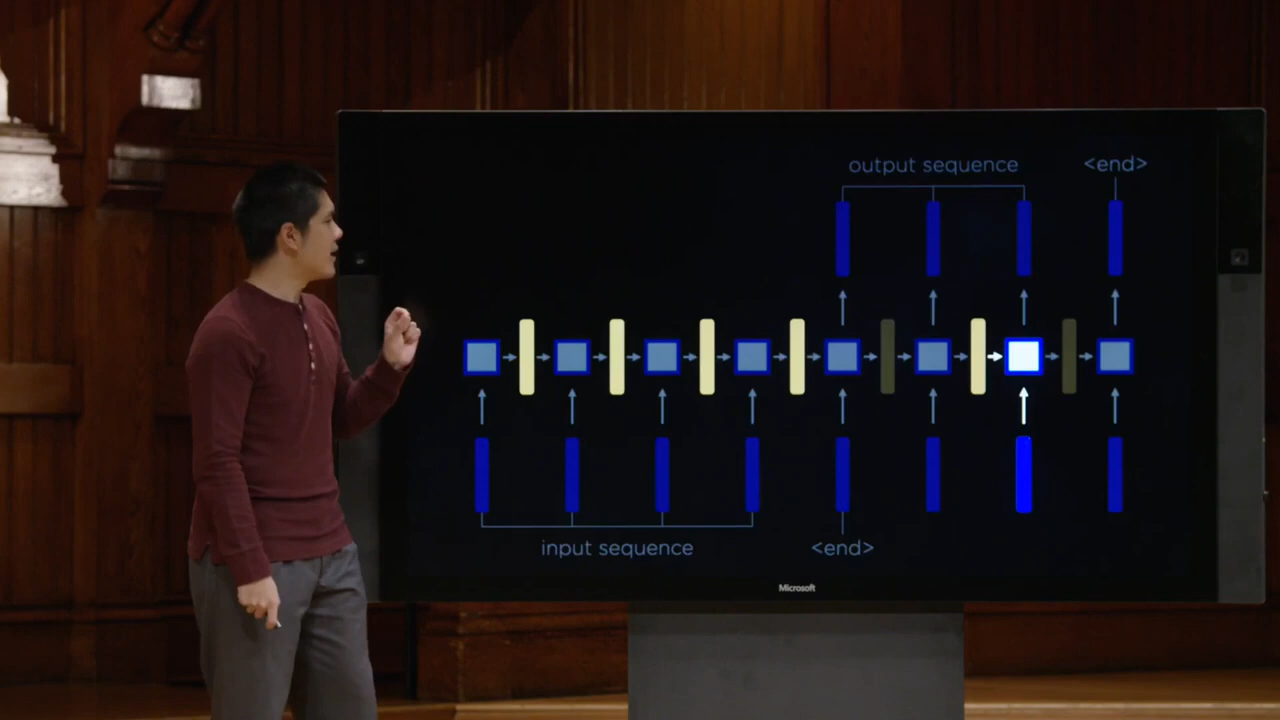 output sequence
<end>
input sequence
<end>
Microsoft